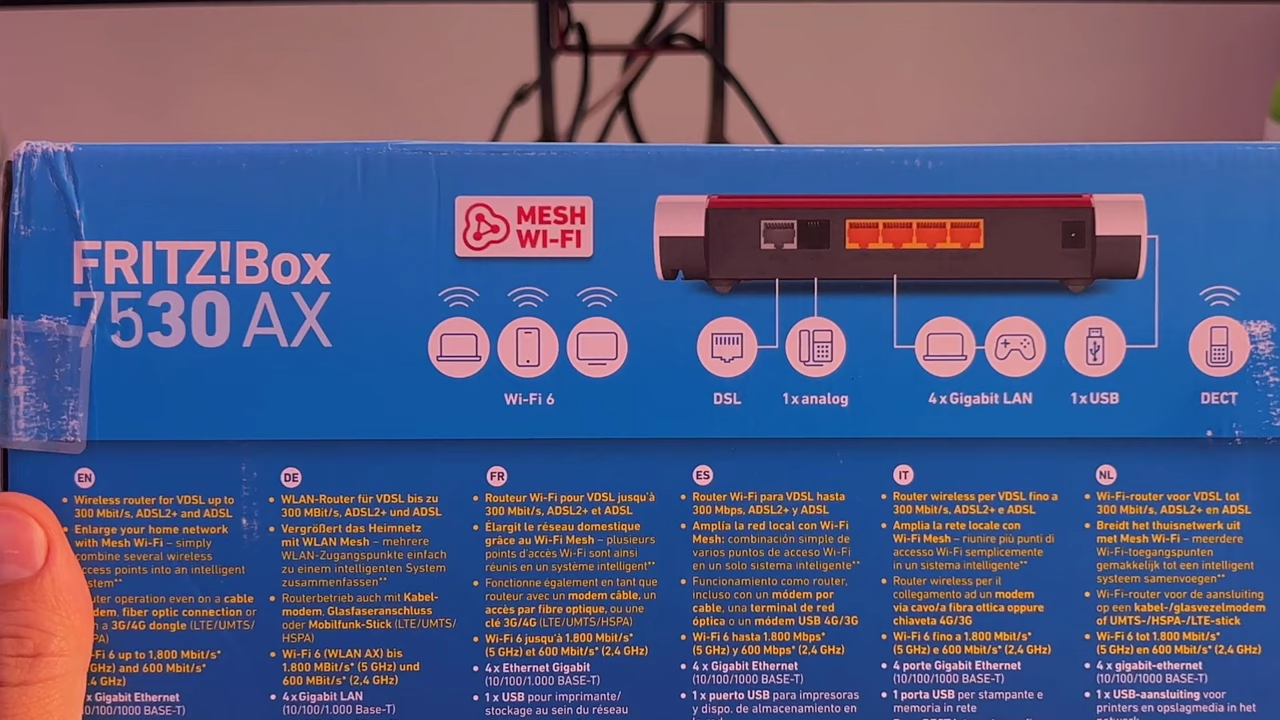 FRITZ!Box
7530 AX
MESH
WI-FI
Wi-Fi 6
DSL
1x analog
4 x Gigabit LAN
1x USB
DECT
EN
• Wireless router for VDSL up to
300 Mbit/s, ADSL2+ and ADSL
• Enlarge your home network
with Mesh Wi-Fi – simply
combine several wireless
access points into an intelligent
system**
operation even on a cable
fiber optic connection or
a 3G/4G dongle (LTE/UMTS/
6 up to 1,800 Mbit/s*
GHz) and 600 Mbit/s*
GHz)
x Gigabit Ethernet
(10/100/1000 BASE-T)
DE
• WLAN-Router für VDSL bis zu
300 MBit/s, ADSL2+ und ADSL
• Vergrößert das Heimnetz
mit WLAN Mesh – mehrere
WLAN-Zugangspunkte einfach
zu einem intelligenten System
zusammenfassen**
• Routerbetrieb auch mit Kabel-
modem, Glasfaseranschluss
oder Mobilfunk-Stick (LTE/UMTS/
HSPA)
• Wi-Fi 6 (WLAN AX) bis
1.800 MBit/s* (5 GHz) und
600 MBit/s* (2,4 GHz)
• 4 x Gigabit LAN
(10/100/1.000 BASE-T)
FR
• Routeur Wi-Fi pour VDSL jusqu'à
300 Mbit/s, ADSL2+ et ADSL
• Élargit le réseau domestique
grâce au Wi-Fi Mesh – plusieurs
points d'accès Wi-Fi sont ainsi
réunis en un système intelligent**
• Fonctionne également en tant que
routeur avec un modem câble, un
accès par fibre optique, ou une
clé 3G/4G (LTE/UMTS/HSPA)
• Wi-Fi 6 jusqu'à 1.800 Mbit/s*
(5 GHz) et 600 Mbit/s* (2,4 GHz)
• 4x Ethernet Gigabit
(10/100/1.000 BASE-T)
• 1 x USB pour imprimante/
stockage au sein du réseau
ES
• Router Wi-Fi para VDSL hasta
300 Mbps, ADSL2+ y ADSL
• Amplía la red local con Wi-Fi
Mesh: combinación simple de
varios puntos de acceso Wi-Fi
en un solo sistema inteligente**
• Funcionamiento como router,
incluso con un módem por
cable, una terminal de red
óptica o un módem USB 3G/4G
• Wi-Fi 6 hasta 1.800 Mbps*
(5 GHz) y 600 Mbps* (2,4 GHz)
• 4 x Gigabit Ethernet
(10/100/1000 BASE-T)
• 1 x puerto USB para impresoras
y dispo. de almacenamiento en
IT
• Router wireless per VDSL fino a
300 Mbit/s, ADSL2+ e ADSL
• Amplia la rete locale con
Wi-Fi Mesh – riunire più punti di
accesso Wi-Fi semplicemente
in un sistema intelligente**
• Router wireless per il
collegamento ad un modem
via cavo/a fibra ottica oppure
chiaveta 4G/3G
• Wi-Fi 6 fino a 1.800 Mbit/s*
(5 GHz) e 600 Mbit/s* (2,4 GHz)
• 4 porte Gigabit Ethernet
(10/100/1000 BASE-T)
• 1 porta USB per stampante e
memoria in rete
NL
• Wi-Fi-router voor VDSL tot
300 Mbit/s, ADSL2+ en ADSL
• Breidt het thuisnetwerk uit
met Mesh Wi-Fi – meerdere
Wi-Fi-toegangspunten
gemakkelijk tot een intelligent
systeem samenvoegen**
• Wi-Fi-router voor de aansluiting
op een kabel-/glasvezelmodem
of UMTS-/HSPA-/LTE-stick
• Wi-Fi 6 tot 1.800 Mbit/s*
(5 GHz) en 600 Mbit/s* (2,4 GHz)
• 4 x gigabit-ethernet
(10/100/1000 BASE-T)
• 1 x USB-aansluiting voor
printers en opslagmedia in het